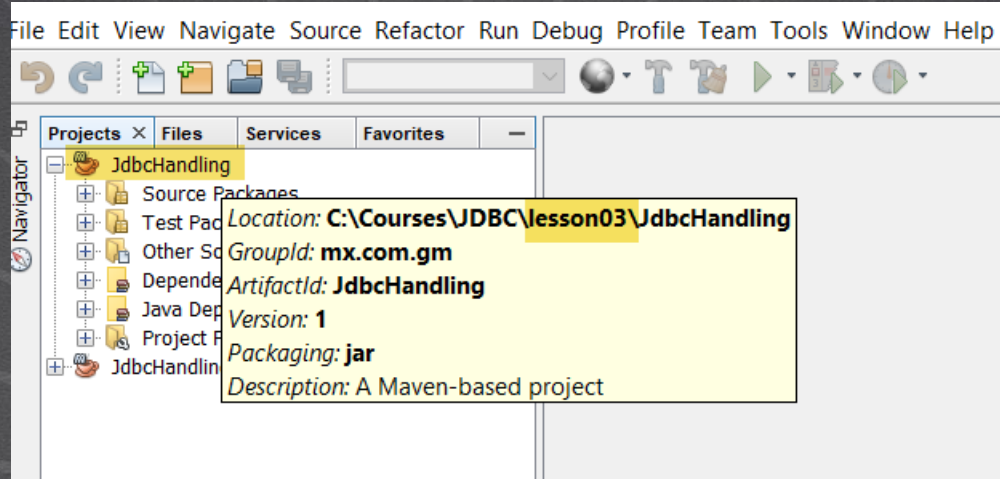 File Edit View Navigate Source Refactor Run Debug Profile Team Tools Window Help
Projects Files Services Favorites
Navigator
JdbcHandling
Source Packages
Test Pac
Location: C:\Courses\JDBC\lesson03\JdbcHandling
Other So
GroupId: mx.com.gm
Depende
ArtifactId: JdbcHandling
Java Dep
Version: 1
Project F
Packaging: jar
JdbcHandlin
Description: A Maven-based project